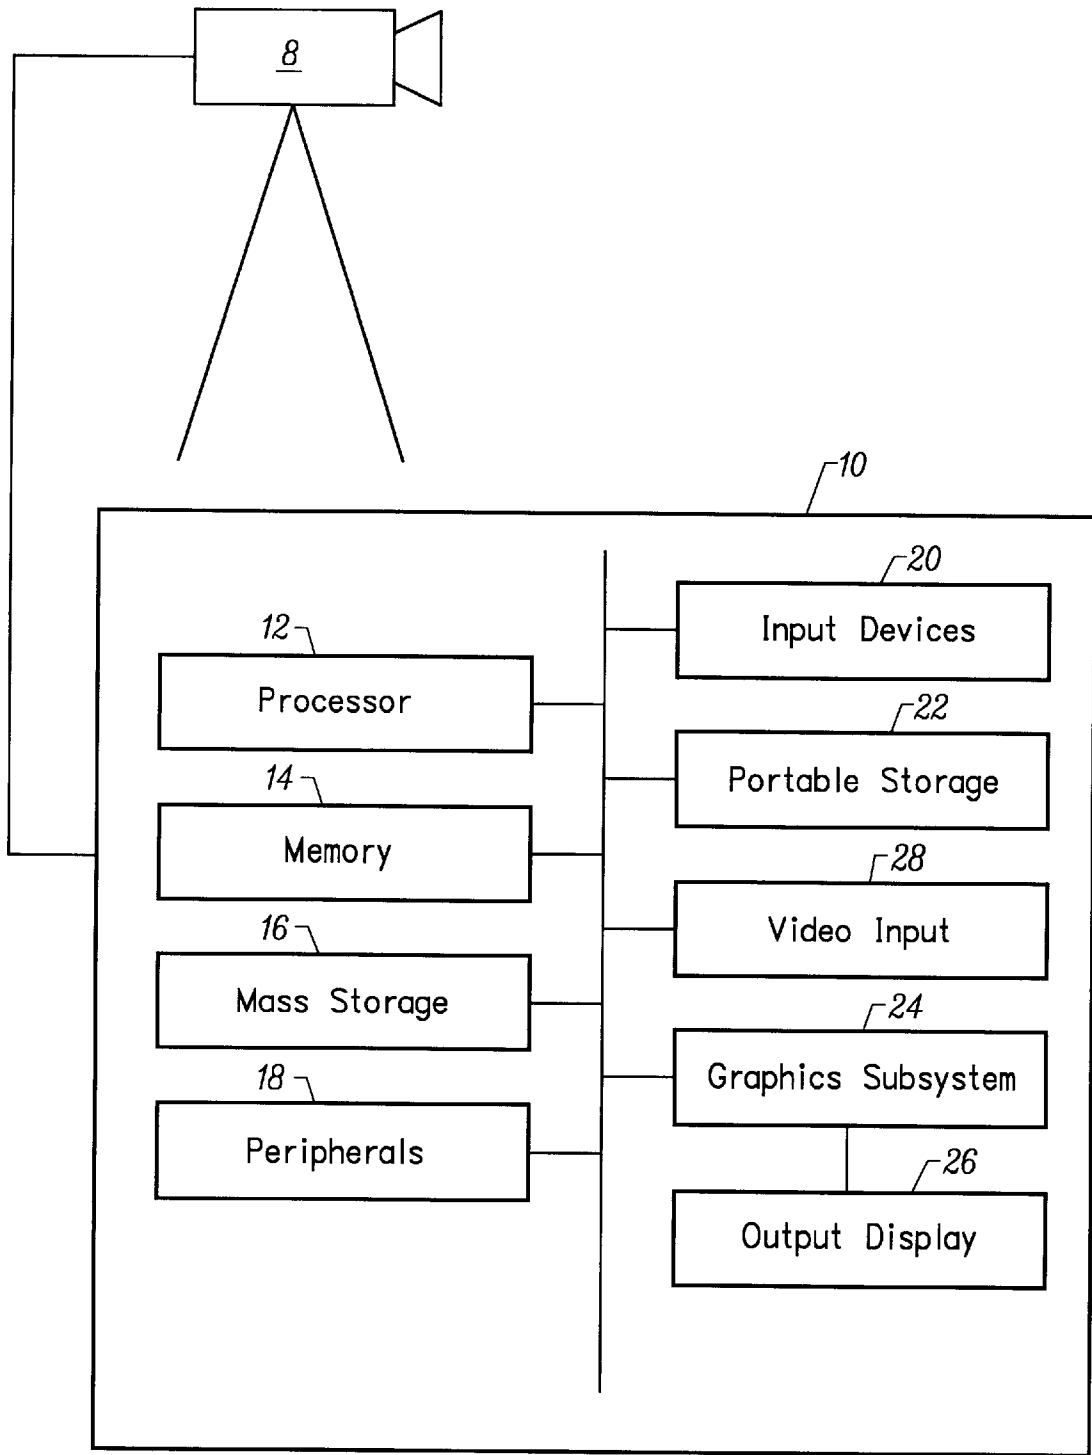 8
10
20
Input Devices
12
Processor
22
Portable Storage
14
Memory
28
Video Input
16
Mass Storage
24
Graphics Subsystem
18
Peripherals
26
Output Display